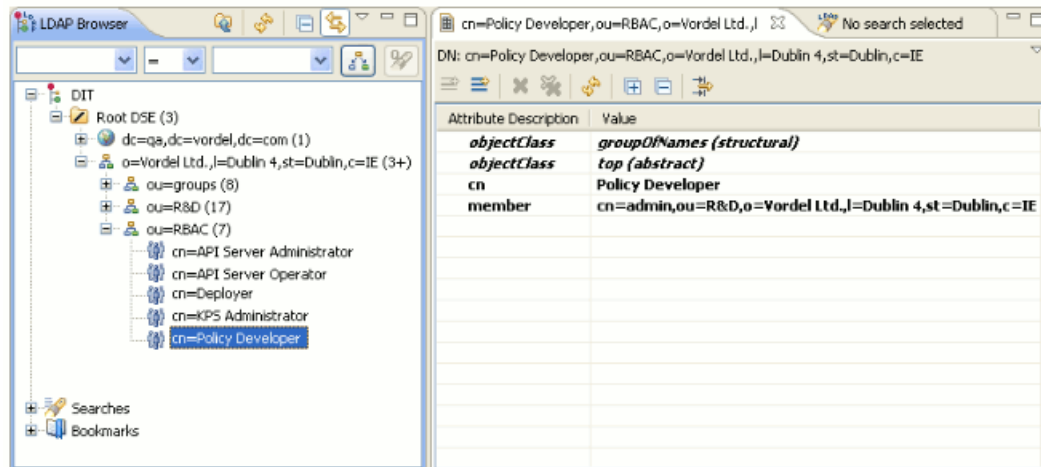 LDAP Browser
=
DIT
Root DSE (3)
dc=qa,dc=vordel,dc=com (1)
o=Vordel Ltd.,l=Dublin 4,st=Dublin,c=IE (3+)
ou=groups (8)
ou=R&D (17)
ou=RBAC (7)
cn=API Server Administrator
cn=API Server Operator
cn=Deployer
cn=KPS Administrator
cn=Policy Developer
Searches
Bookmarks
cn=Policy Developer,ou=RBAC,o=Vordel Ltd.,l No search selected
DN: cn=Policy Developer,ou=RBAC,o=Vordel Ltd.,l=Dublin 4,st=Dublin,c=IE
Attribute Description Value
objectClass groupOfNames (structural)
objectClass top (abstract)
cn Policy Developer
member cn=admin,ou=R&D,o=Vordel Ltd.,l=Dublin 4,st=Dublin,c=IE